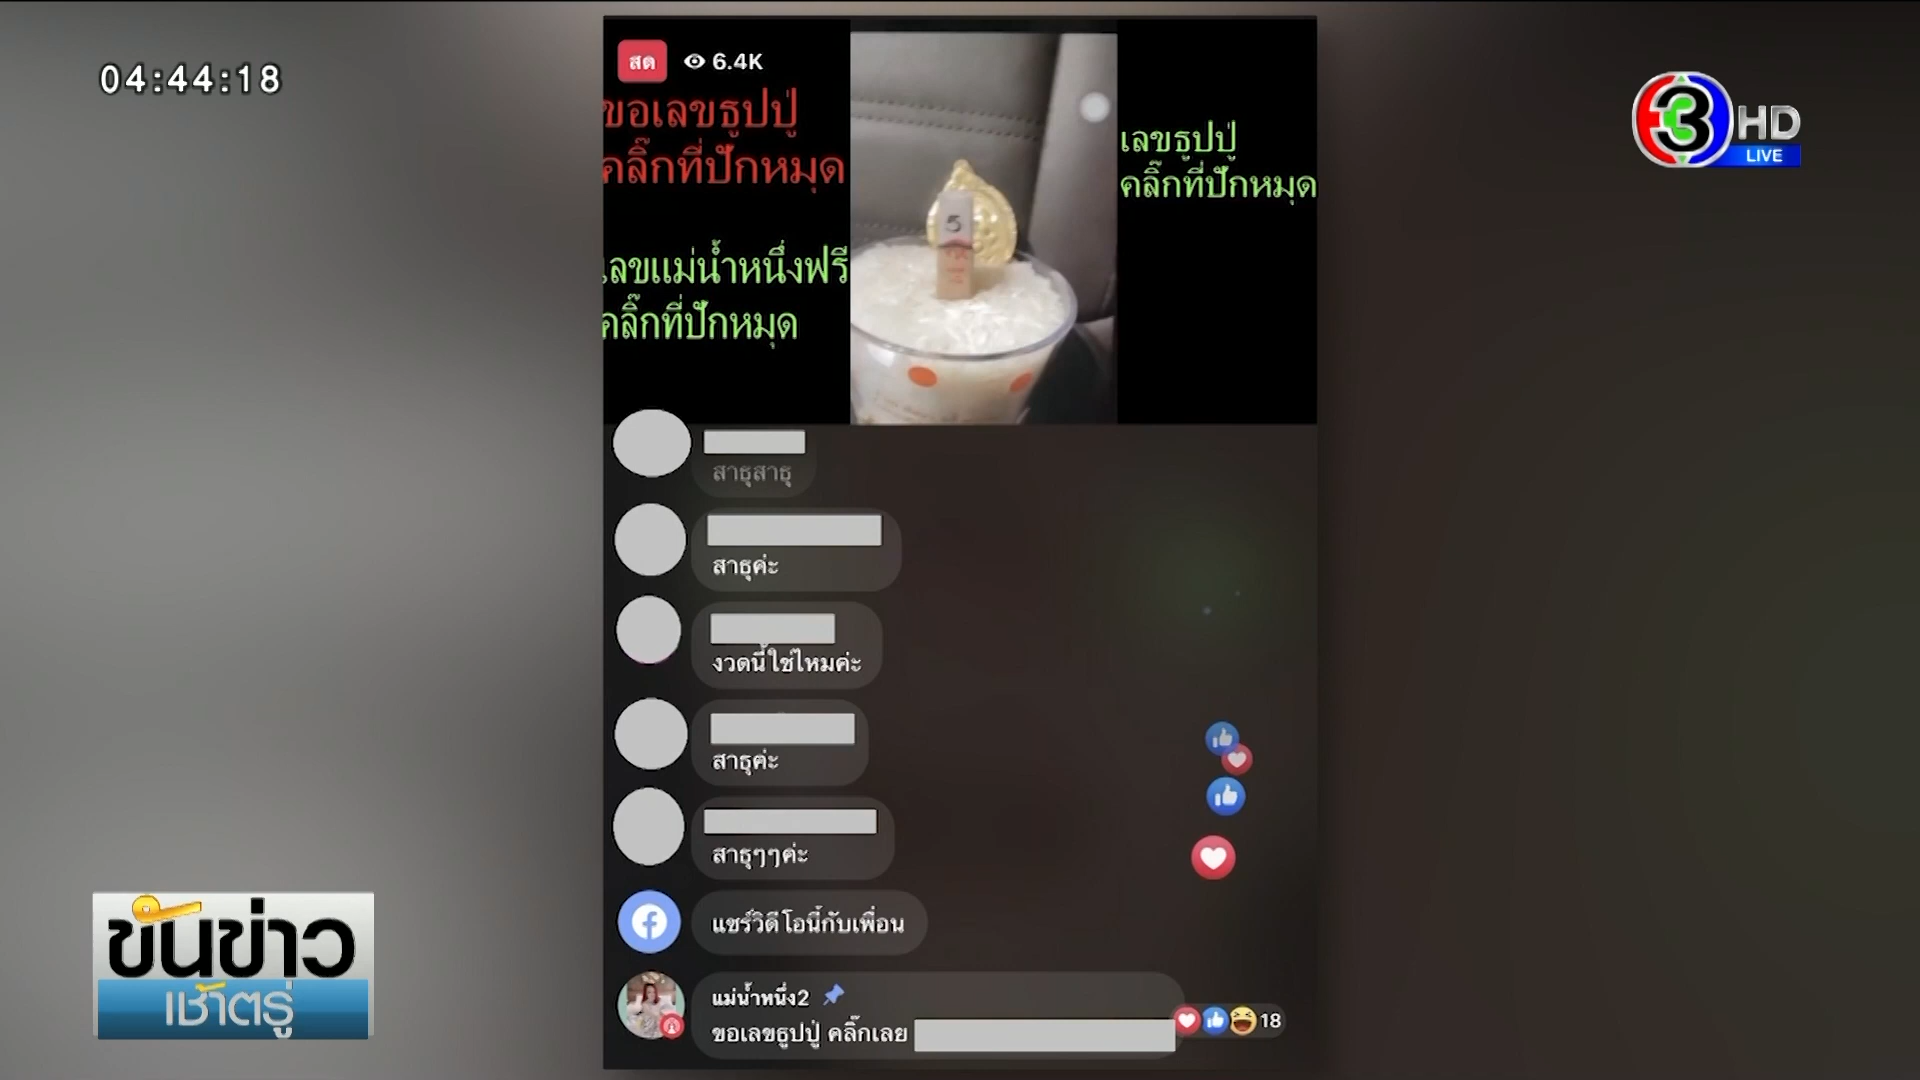 04:44:18
สด 6.4K
ขอเลขธูปปู่
คลิ๊กที่ปักหมุด
เลขแม่น้ำหนึ่งฟรี
คลิ๊กที่ปักหมุด
5
เลขธูปปู่
คลิ๊กที่ปักหมุด
3 HD
LIVE
สาธุสาธุ
สาธุค่ะ
งวดนี้ใช่ไหมค่ะ
สาธุค่ะ
สาธุๆๆค่ะ
แชร์วิดีโอนี้กับเพื่อน
แม่น้ำหนึ่ง2
ขอเลขธูปปู่ คลิ๊กเลย
18
ขันข่าว
เช้าตรู่